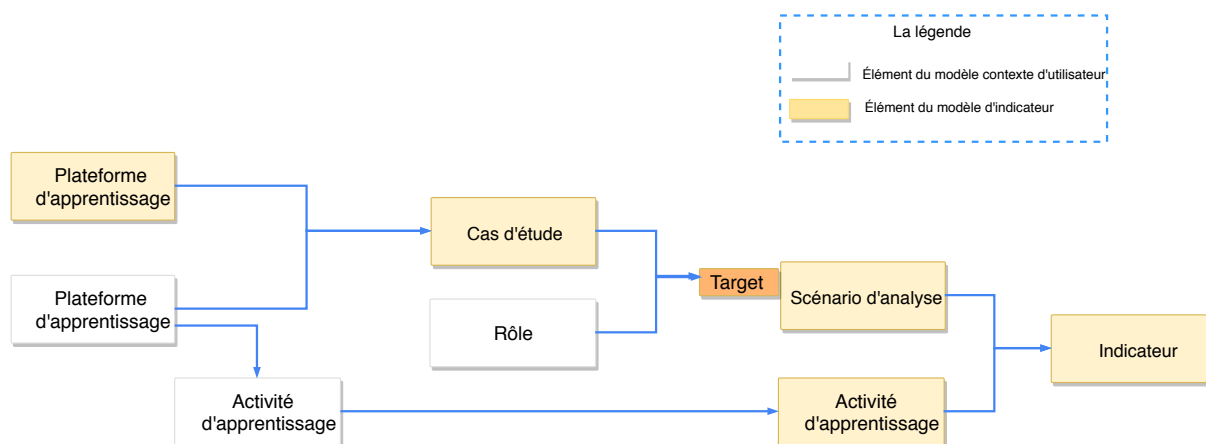 La légende
Élément du modèle contexte d'utilisateur
Élément du modèle d'indicateur
Plateforme
d'apprentissage
Cas d'étude
Plateforme
d'apprentissage
Target
Scénario d'analyse
Rôle
Indicateur
Activité
d'apprentissage
Activité
d'apprentissage